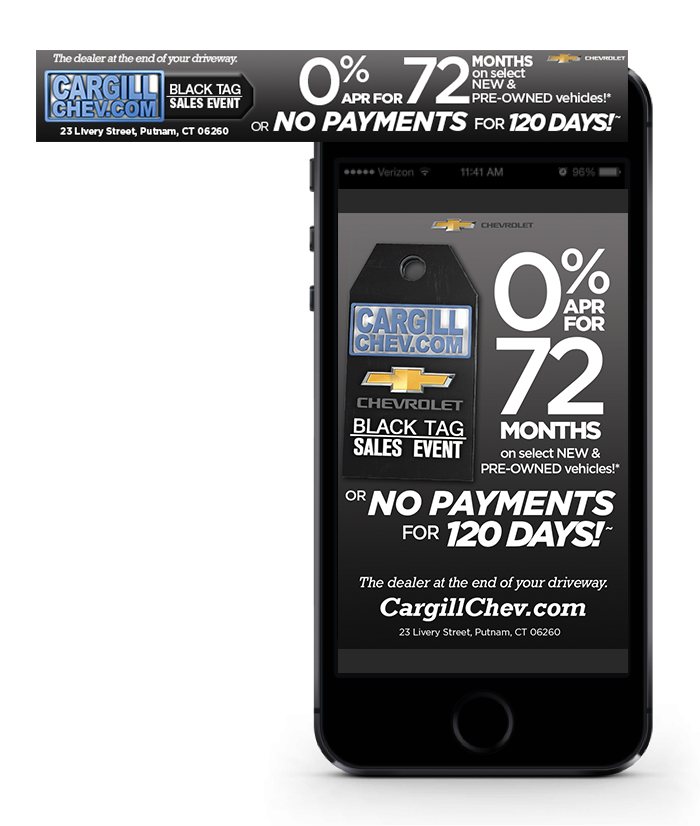 The dealer at the end of your driveway.
CARGILL
CHEV.COM
BLACK TAG
SALES EVENT
23 Livery Street, Putnam, CT 06260
0% APR FOR 72 MONTHS
on select
NEW &
PRE-OWNED vehicles!*
CHEVROLET
OR NO PAYMENTS FOR 120 DAYS!~
Verizon 11:41 AM 96%
CHEVROLET
CARGILL
CHEV.COM
CHEVROLET
BLACK TAG
SALES EVENT
0%
APR
FOR
72
MONTHS
on select NEW &
PRE-OWNED vehicles!*
OR NO PAYMENTS
FOR 120 DAYS!~
The dealer at the end of your driveway.
CargillChev.com
23 Livery Street, Putnam, CT 06260